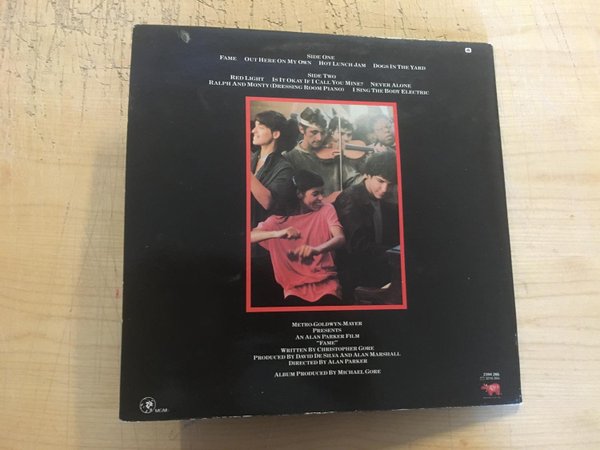 SIDE ONE
FAME OUT HERE ON MY OWN HOT LUNCH JAM DOGS IN THE YARD
SIDE TWO
RED LIGHT IS IT OKAY IF I CALL YOU MINE? NEVER ALONE
RALPH AND MONTY (DRESSING ROOM PIANO) I SING THE BODY ELECTRIC
METRO-GOLDWYN-MAYER
PRESENTS
AN ALAN PARKER FILM
"FAME"
WRITTEN BY CHRISTOPHER GORE
PRODUCED BY DAVID DE SILVA AND ALAN MARSHALL
DIRECTED BY ALAN PARKER
ALBUM PRODUCED BY MICHAEL GORE
MGM